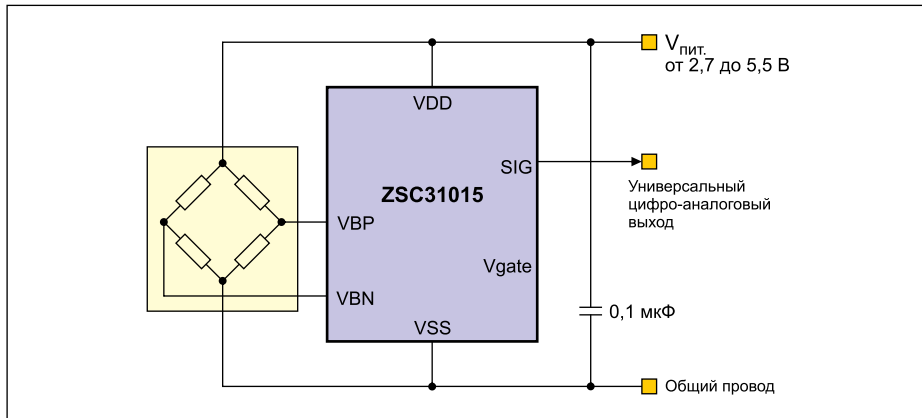 Vпит.
от 2,7 до 5,5 В
VDD
SIG
ZSC31015
Универсальный
цифро-аналоговый
выход
VBP
Vgate
VBN
0,1 мкФ
VSS
Общий провод